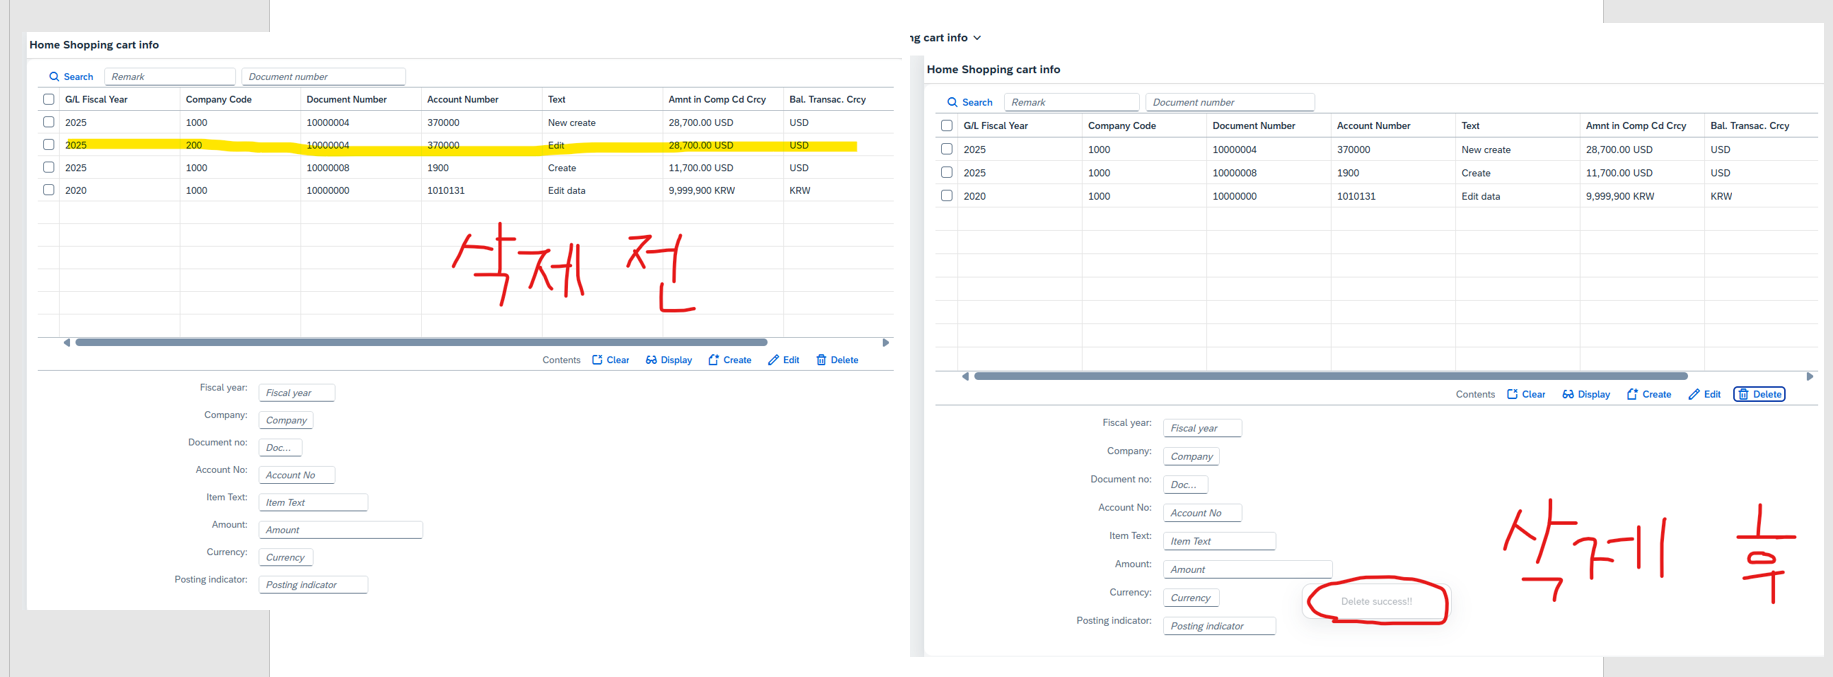 Home Shopping cart info
Search Remark Document number
G/L Fiscal Year Company Code Document Number Account Number Text Amnt in Comp Cd Crcy Bal. Transac. Crcy
2025 1000 10000004 370000 New create 28,700.00 USD USD
2025 200 10000004 370000 Edit 28,700.00 USD USD
2025 1000 10000008 1900 Create 11,700.00 USD USD
2020 1000 10000000 1010131 Edit data 9,999,900 KRW KRW
삭제 전
Contents Clear Display Create Edit Delete
Fiscal year: Fiscal year
Company: Company
Document no: Doc...
Account No: Account No
Item Text: Item Text
Amount: Amount
Currency: Currency
Posting indicator: Posting indicator
cart info
Home Shopping cart info
Search Remark Document number
G/L Fiscal Year Company Code Document Number Account Number Text Amnt in Comp Cd Crcy Bal. Transac. Crcy
2025 1000 10000004 370000 New create 28,700.00 USD USD
2025 1000 10000008 1900 Create 11,700.00 USD USD
2020 1000 10000000 1010131 Edit data 9,999,900 KRW KRW
Contents Clear Display Create Edit Delete
Fiscal year: Fiscal year
Company: Company
Document no: Doc...
Account No: Account No
Item Text: Item Text
Amount: Amount
Currency: Currency
Delete success!!
Posting indicator: Posting indicator
삭제